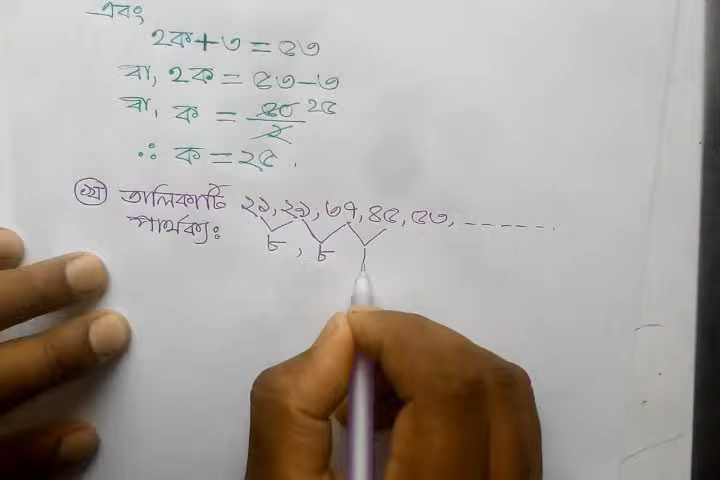 এবং
২ক+৩ = ৫৩
বা, ২ক = ৫৩-৩
বা, ক = ৫০ ২৫
২
∴ ক = ২৫.
তালিকাটি ২১, ২৯, ৩৭, ৪৫, ৫৩, -------
পার্থক্যঃ ৮, ৮